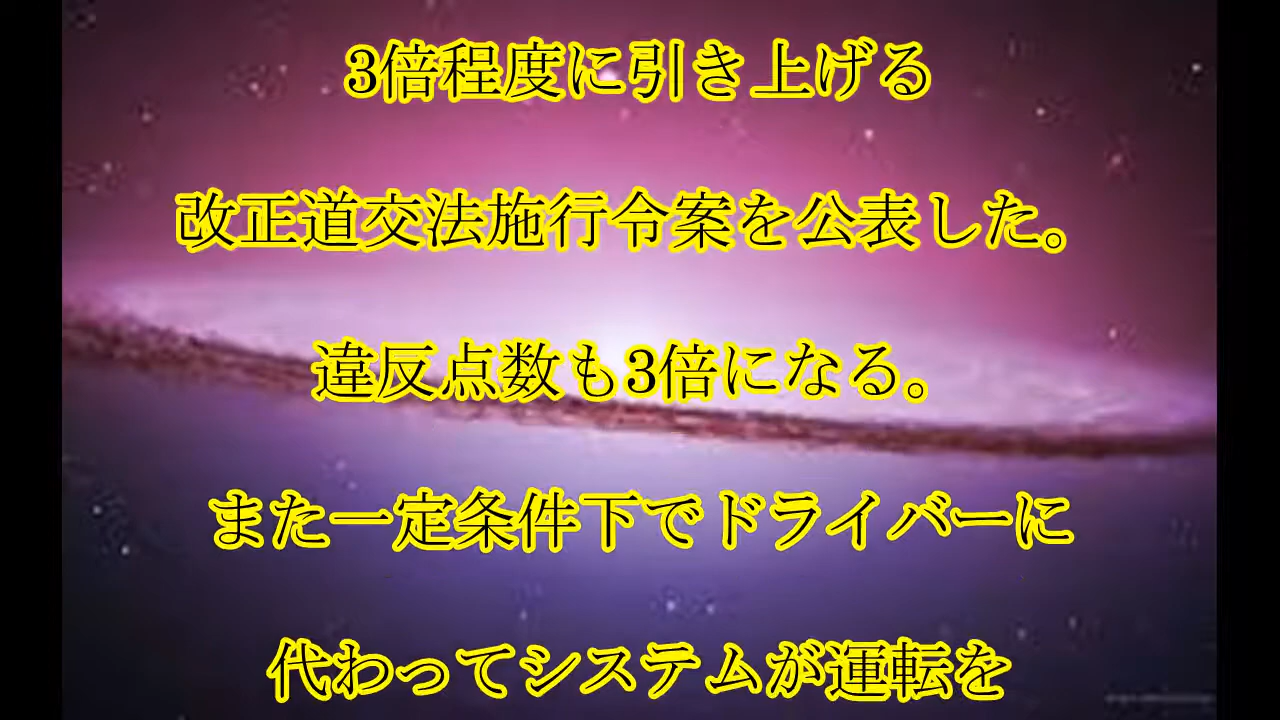 3倍程度に引き上げる
改正道交法施行令案を公表した。
違反点数も3倍になる。
また一定条件下でドライバーに
代わってシステムが運転を